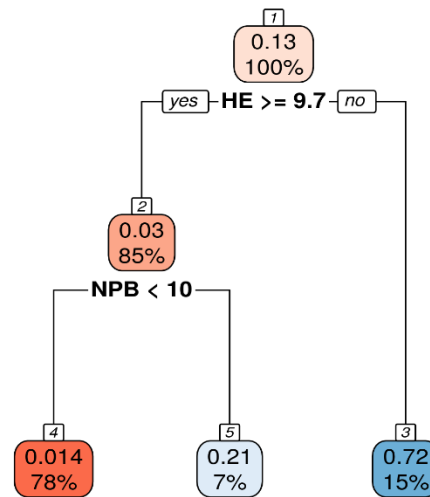 1
0.13
100%
yes HE >= 9.7 no
2
0.03
85%
NPB < 10
4 5 3
0.014 0.21 0.72
78% 7% 15%